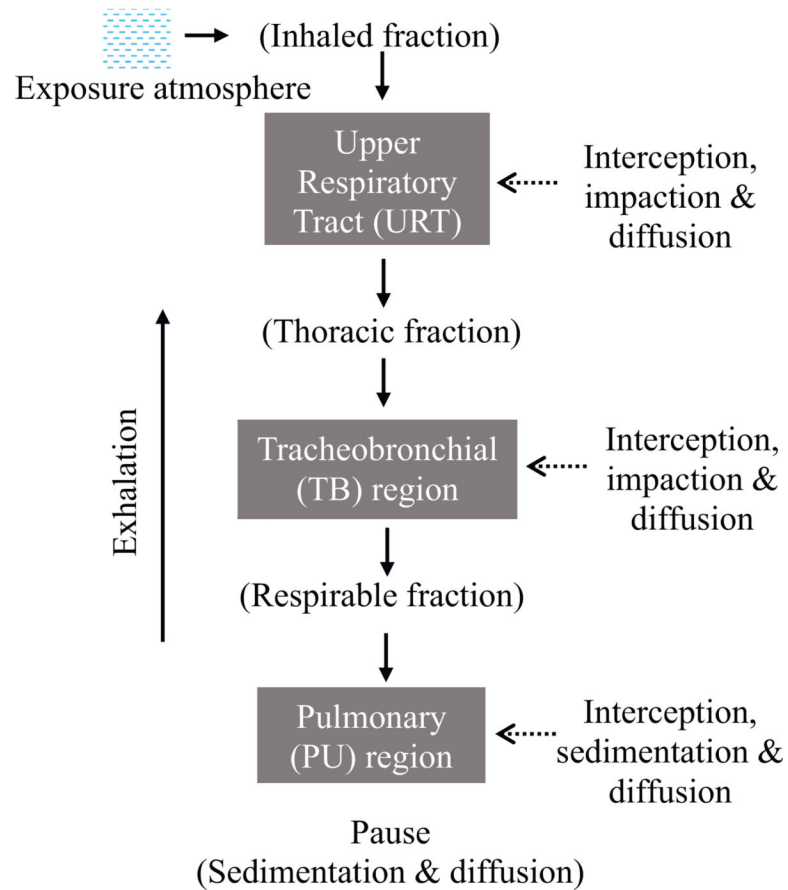 (Inhaled fraction)
Exposure atmosphere
Upper
Respiratory
Tract (URT)
Interception,
impaction &
diffusion
(Thoracic fraction)
Exhalation
Tracheobronchial
(TB) region
Interception,
impaction &
diffusion
(Respirable fraction)
Pulmonary
(PU) region
Interception,
sedimentation &
diffusion
Pause
(Sedimentation & diffusion)